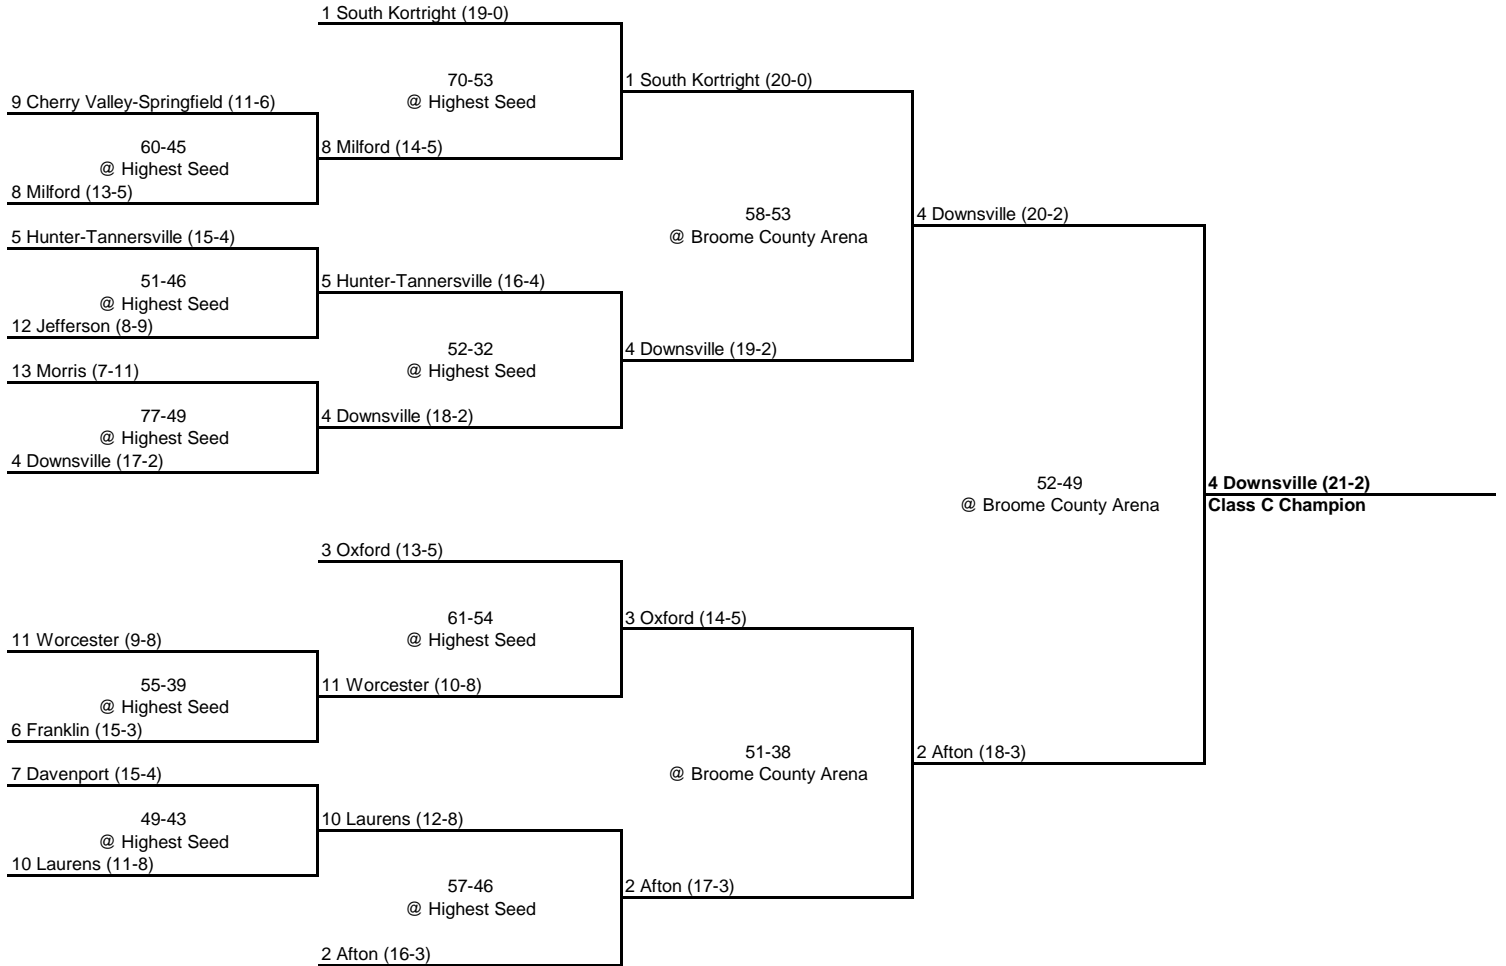 1 South Kortright (19-0)
70-53
@ Highest Seed
1 South Kortright (20-0)
9 Cherry Valley-Springfield (11-6)
60-45
@ Highest Seed
8 Milford (14-5)
8 Milford (13-5)
5 Hunter-Tannersville (15-4)
58-53
@ Broome County Arena
4 Downsville (20-2)
51-46
@ Highest Seed
5 Hunter-Tannersville (16-4)
12 Jefferson (8-9)
52-32
@ Highest Seed
4 Downsville (19-2)
13 Morris (7-11)
77-49
@ Highest Seed
4 Downsville (18-2)
4 Downsville (17-2)
52-49
@ Broome County Arena
4 Downsville (21-2)
Class C Champion
3 Oxford (13-5)
61-54
@ Highest Seed
3 Oxford (14-5)
11 Worcester (9-8)
55-39
@ Highest Seed
11 Worcester (10-8)
6 Franklin (15-3)
7 Davenport (15-4)
51-38
@ Broome County Arena
2 Afton (18-3)
49-43
@ Highest Seed
10 Laurens (12-8)
10 Laurens (11-8)
57-46
@ Highest Seed
2 Afton (17-3)
2 Afton (16-3)